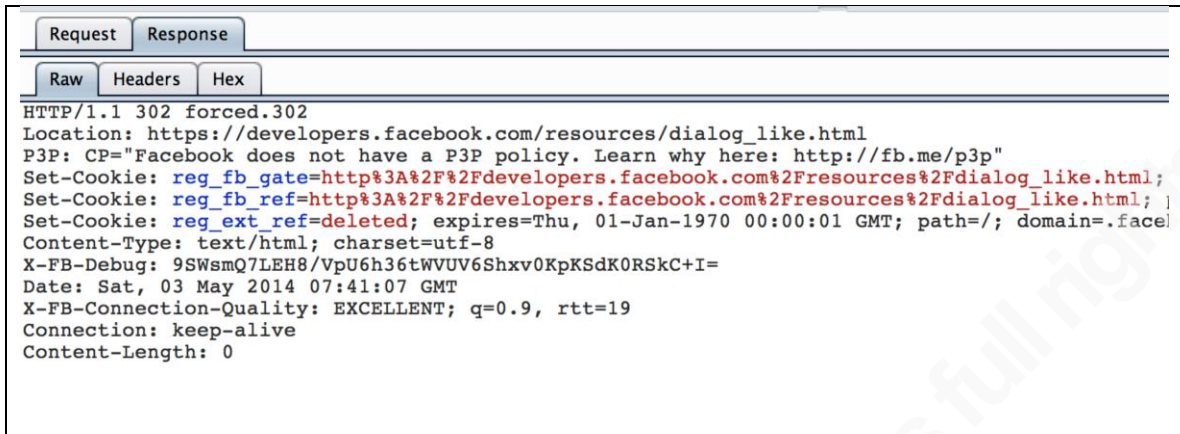 Request Response
Raw Headers Hex
HTTP/1.1 302 forced.302
Location: https://developers.facebook.com/resources/dialog_like.html
P3P: CP="Facebook does not have a P3P policy. Learn why here: http://fb.me/p3p"
Set-Cookie: reg_fb_gate=http%3A%2F%2Fdevelopers.facebook.com%2Fresources%2Fdialog_like.html;
Set-Cookie: reg_fb_ref=http%3A%2F%2Fdevelopers.facebook.com%2Fresources%2Fdialog_like.html;
Set-Cookie: reg_ext_ref=deleted; expires=Thu, 01-Jan-1970 00:00:01 GMT; path=/;
Content-Type: text/html; charset=utf-8
X-FB-Debug: 9SWsmQ7LEH8/VpU6h36tWVUV6Shxv0KpKSdK0RSkC+I=
Date: Sat, 03 May 2014 07:41:07 GMT
X-FB-Connection-Quality: EXCELLENT; q=0.9, rtt=19
Connection: keep-alive
Content-Length: 0
full